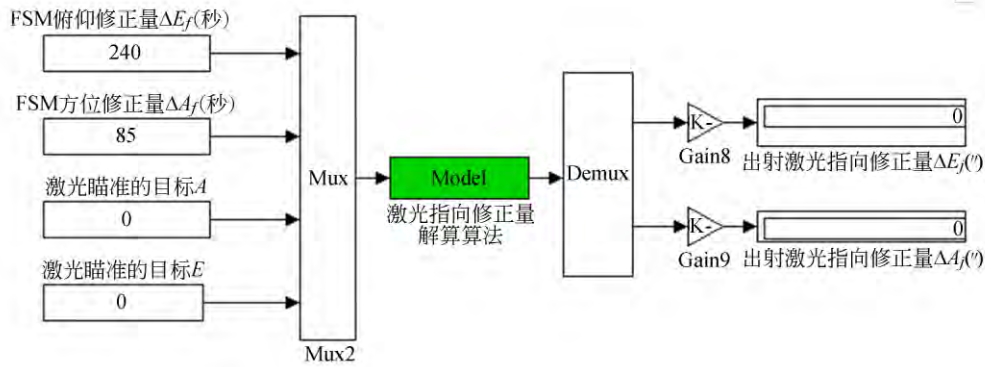 FSM俯仰修正量ΔEf(秒)
240
FSM方位修正量ΔAf(秒)
85
激光瞄准的目标A
0
激光瞄准的目标E
0
Mux
Mux2
Model
激光指向修正量
解算算法
Demux
K-
Gain8
0
出射激光指向修正量ΔEf(″)
K-
Gain9
0
出射激光指向修正量ΔAf(″)